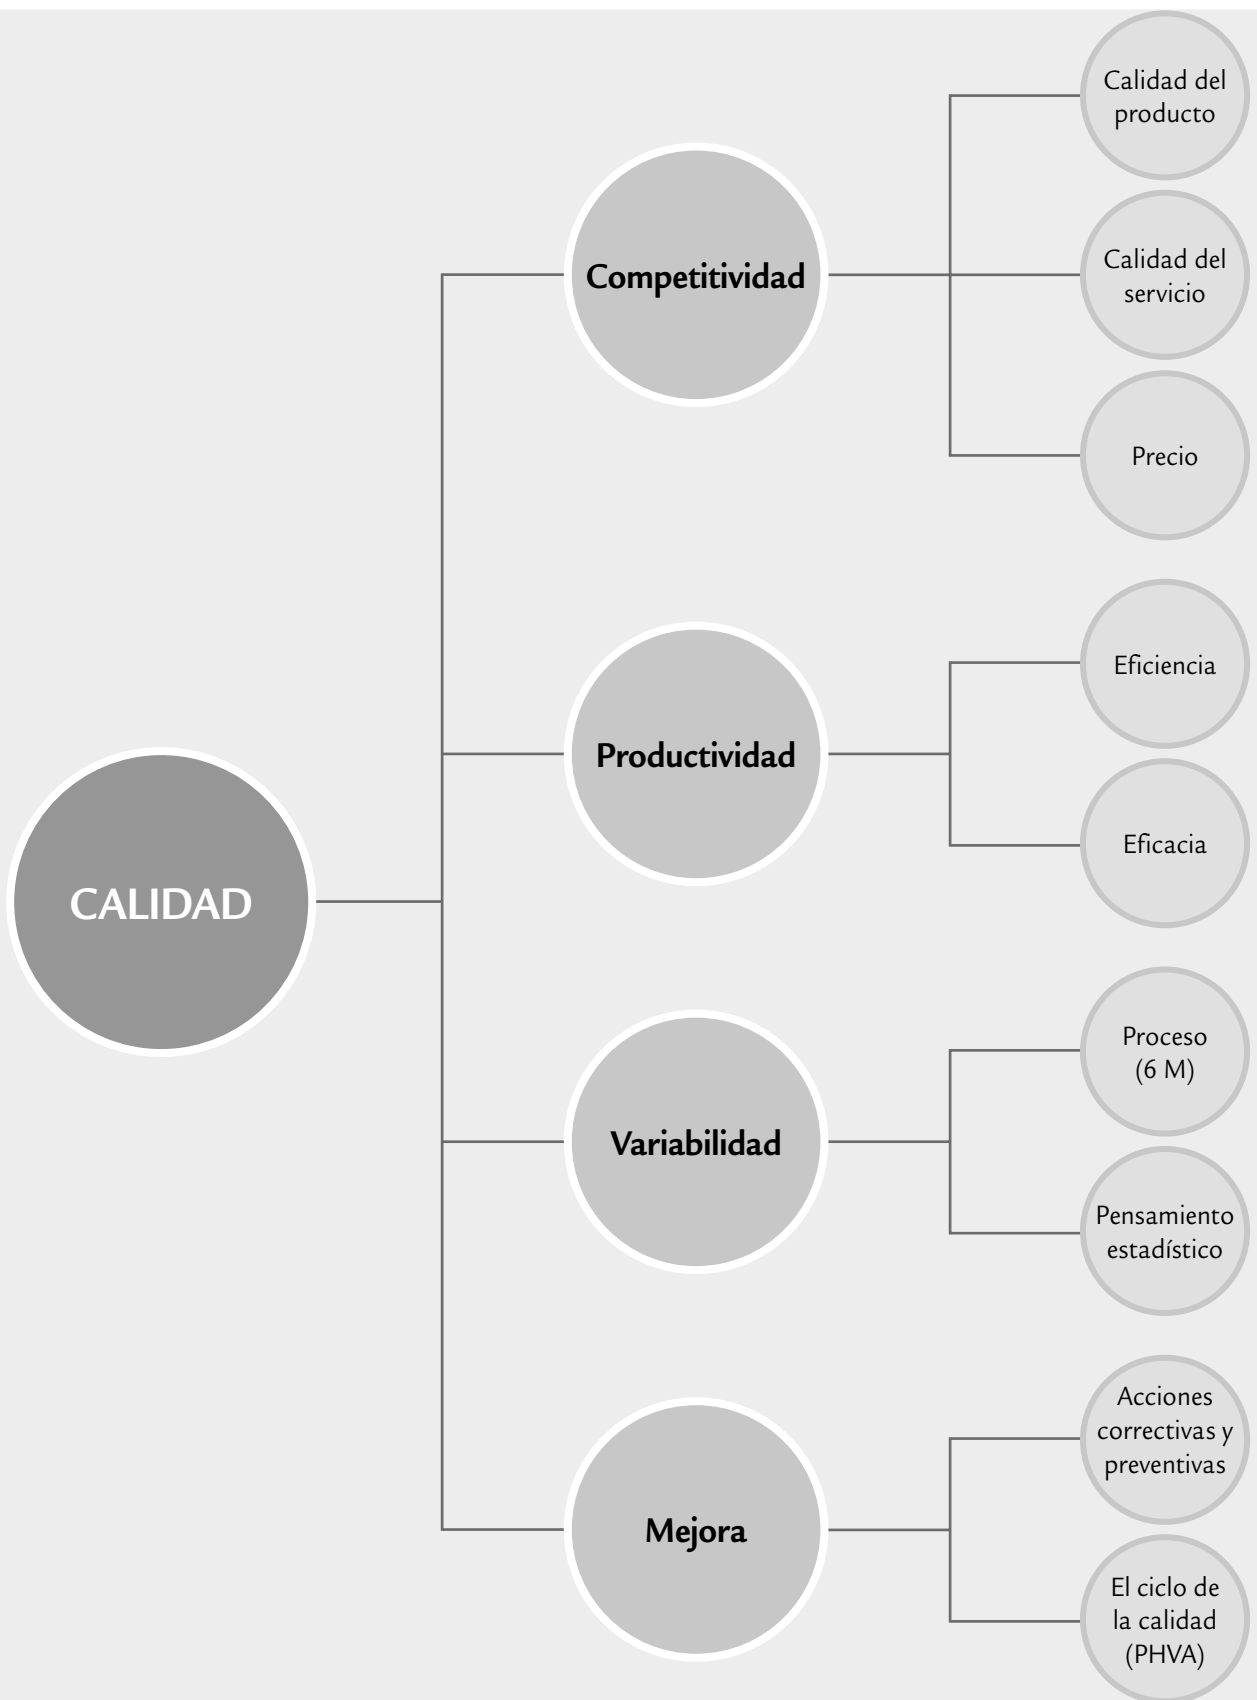 CALIDAD
Competitividad
Calidad del
producto
Calidad del
servicio
Precio
Productividad
Eficiencia
Eficacia
Variabilidad
Proceso
(6 M)
Pensamiento
estadístico
Mejora
Acciones
correctivas y
preventivas
El ciclo de
la calidad
(PHVA)